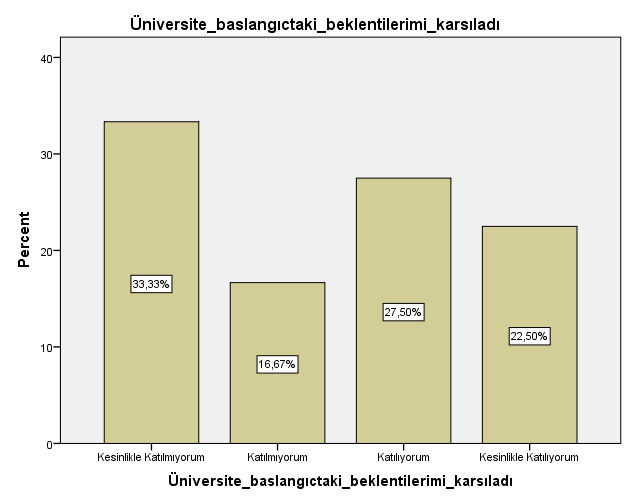 Üniversite_baslangıctaki_beklentilerimi_karsıladı
40
30
20
10
0
Percent
33,33%
16,67%
27,50%
22,50%
Kesinlikle Katılmıyorum
Katılmıyorum
Katılıyorum
Kesinlikle Katılıyorum
Üniversite_baslangıctaki_beklentilerimi_karsıladı